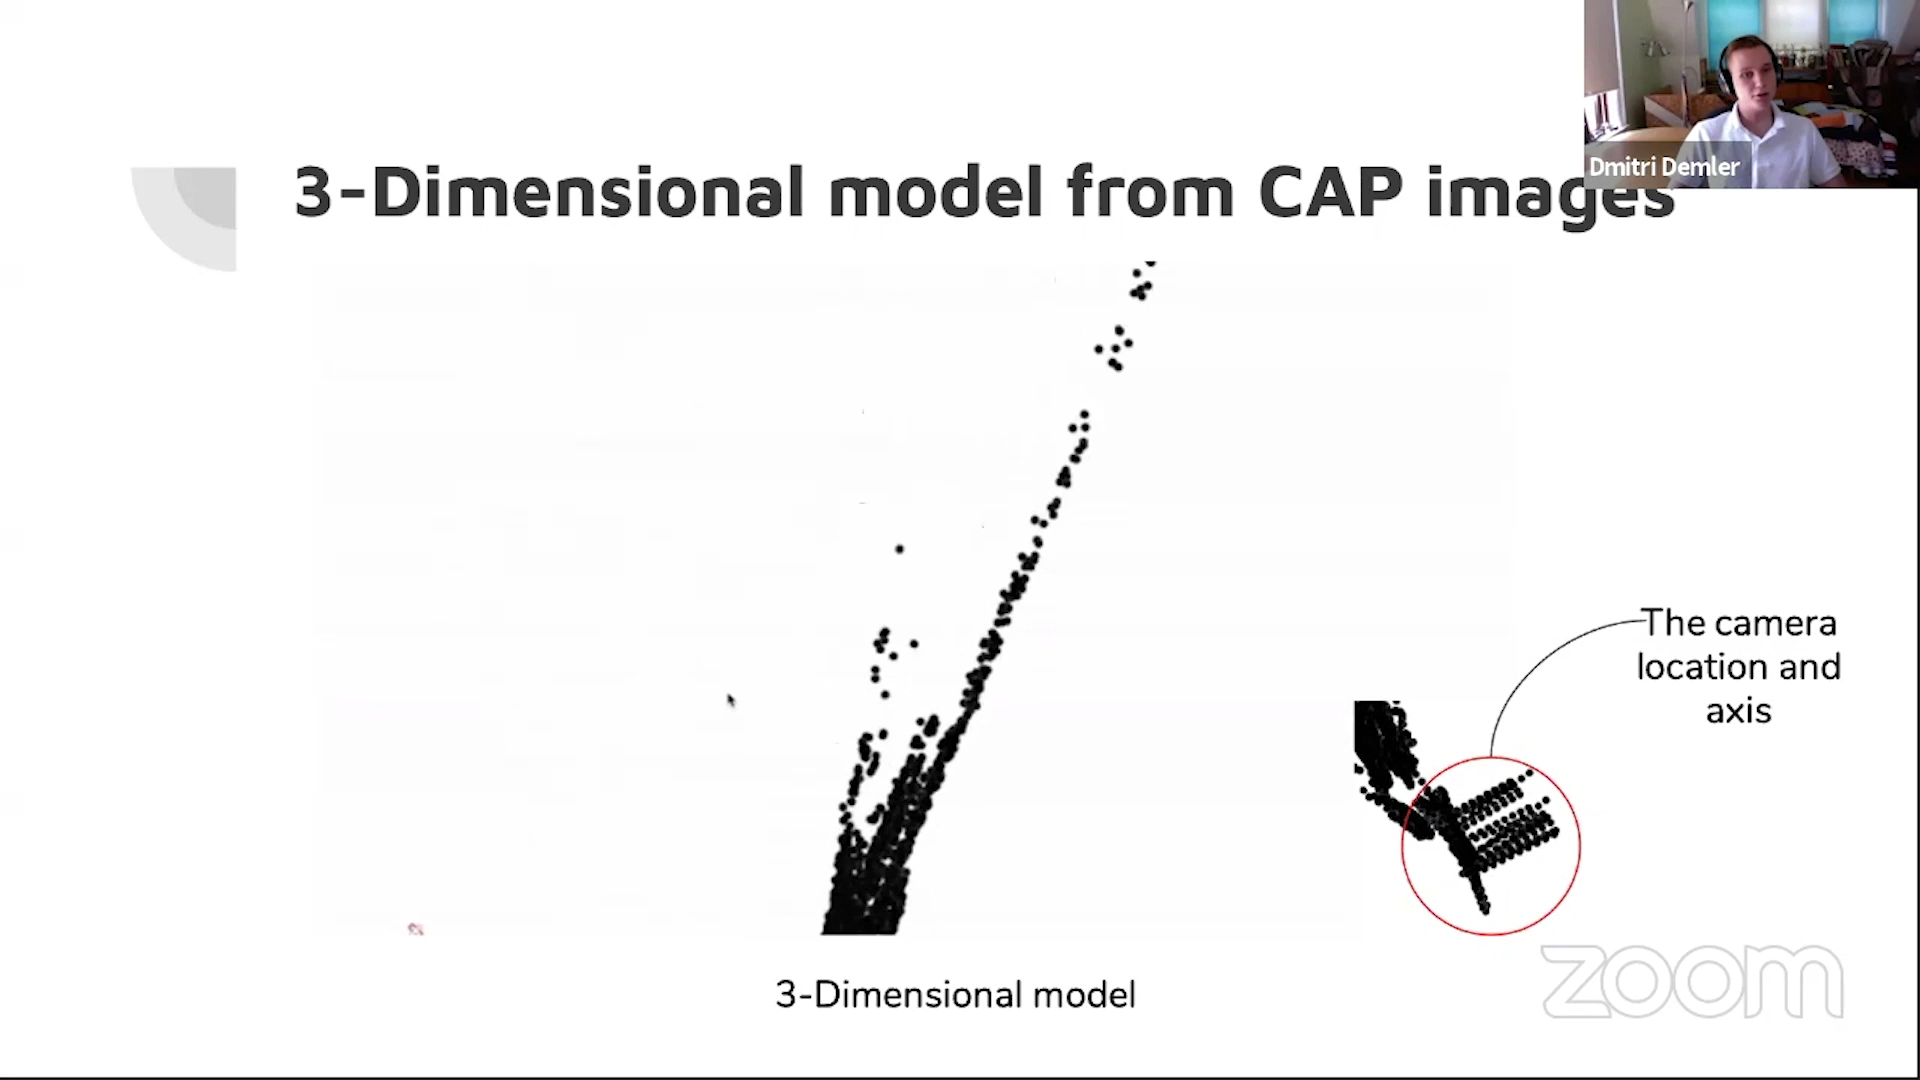 3-Dimensional model from CAP images
Dmitri Demler
The camera
location and
axis
3-Dimensional model
zoom